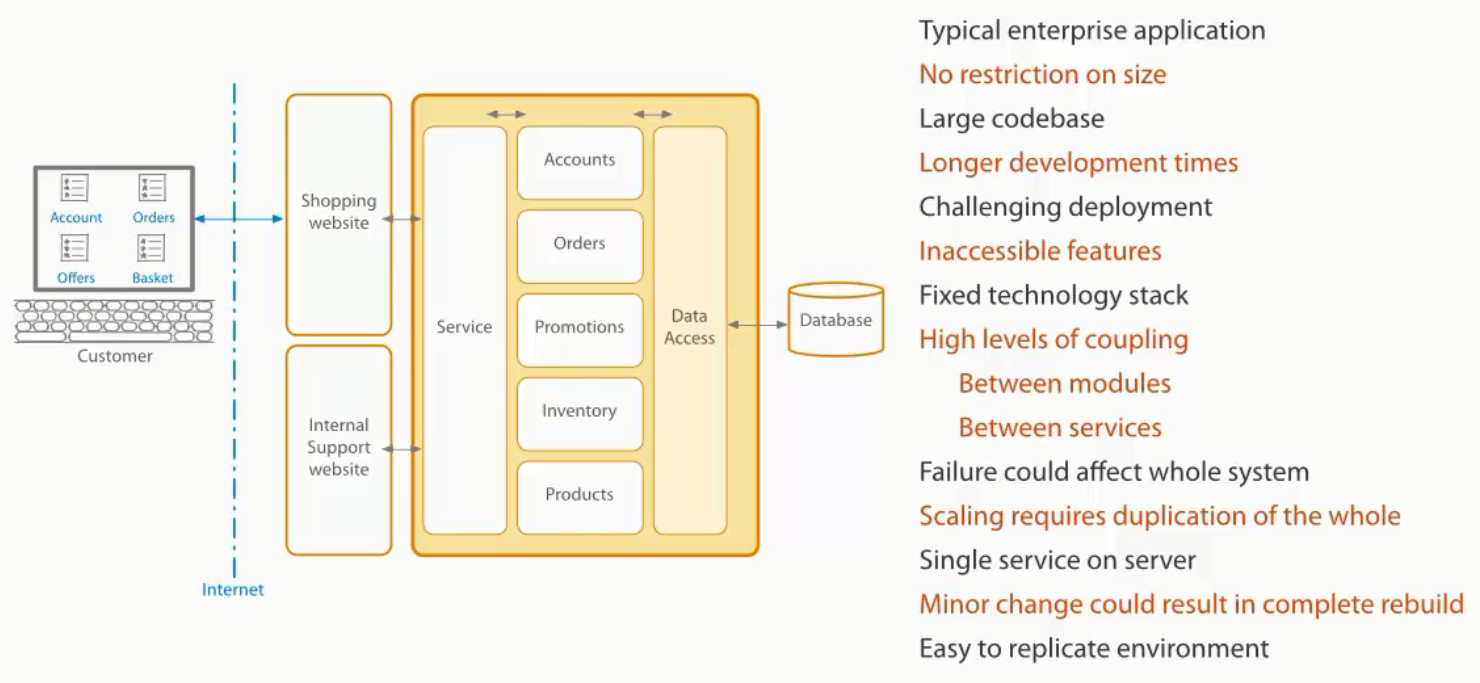 Account
Orders
Offers
Basket
Customer
Internet
Shopping
website
Internal
Support
website
Service
Accounts
Orders
Promotions
Inventory
Products
Data
Access
Database
Typical enterprise application
No restriction on size
Large codebase
Longer development times
Challenging deployment
Inaccessible features
Fixed technology stack
High levels of coupling
Between modules
Between services
Failure could affect whole system
Scaling requires duplication of the whole
Single service on server
Minor change could result in complete rebuild
Easy to replicate environment